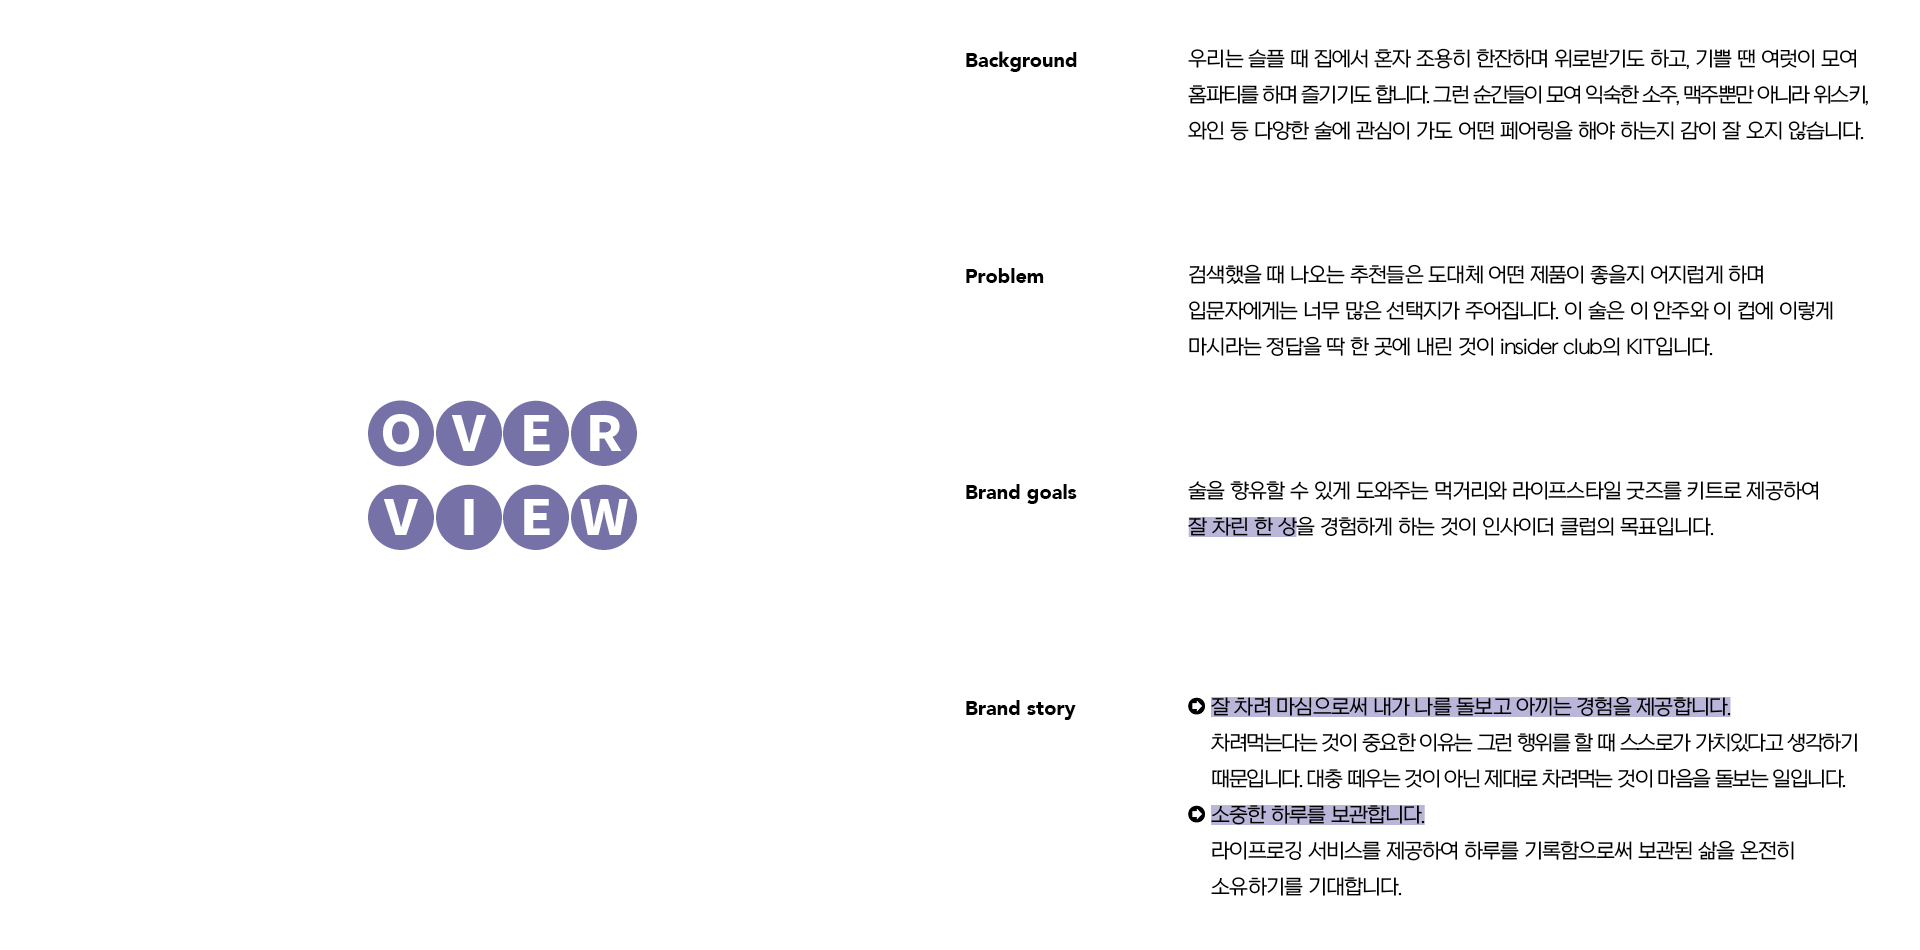 OVER
VIEW
Background
우리는 슬플 때 집에서 혼자 조용히 한잔하며 위로받기도 하고, 기쁠 땐 여럿이 모여
홈파티를 하며 즐기기도 합니다. 그런 순간들이 모여 익숙한 소주, 맥주뿐만 아니라 위스키,
와인 등 다양한 술에 관심이 가도 어떤 페어링을 해야 하는지 감이 잘 오지 않습니다.
Problem
검색했을 때 나오는 추천들은 도대체 어떤 제품이 좋을지 어지럽게 하며
입문자에게는 너무 많은 선택지가 주어집니다. 이 술은 이 안주와 이 컵에 이렇게
마시라는 정답을 딱 한 곳에 내린 것이 insider club의 KIT입니다.
Brand goals
술을 향유할 수 있게 도와주는 먹거리와 라이프스타일 굿즈를 키트로 제공하여
잘 차린 한 상을 경험하게 하는 것이 인사이더 클럽의 목표입니다.
Brand story
잘 차려 마심으로써 내가 나를 돌보고 아끼는 경험을 제공합니다.
차려먹는다는 것이 중요한 이유는 그런 행위를 할 때 스스로가 가치있다고 생각하기
때문입니다. 대충 떼우는 것이 아닌 제대로 차려먹는 것이 마음을 돌보는 일입니다.
소중한 하루를 보관합니다.
라이프로깅 서비스를 제공하여 하루를 기록함으로써 보관된 삶을 온전히
소유하기를 기대합니다.